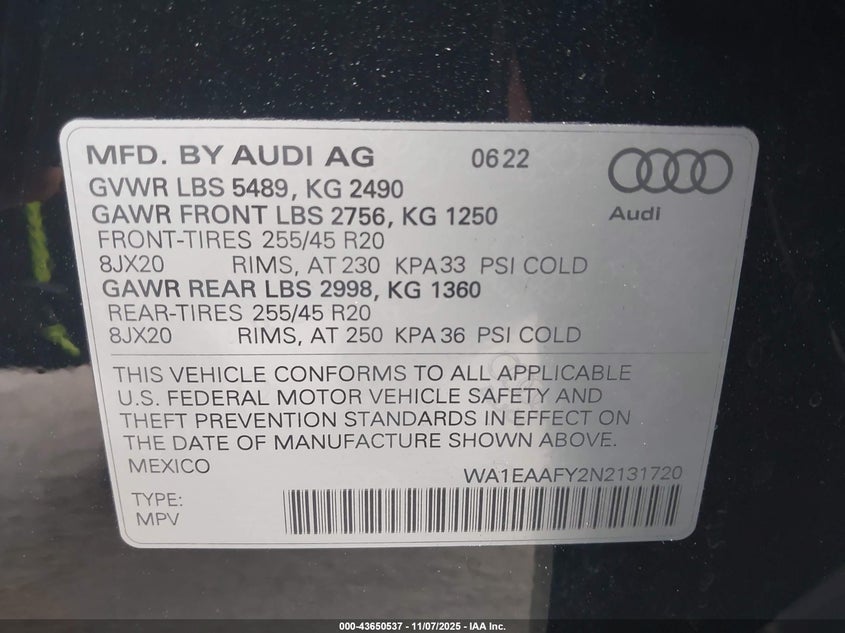 MFD. BY AUDI AG 0622
GVWR LBS 5489, KG 2490
GAWR FRONT LBS 2756, KG 1250
Audi
FRONT-TIRES 255/45 R20
8JX20 RIMS, AT 230 KPA 33 PSI COLD
GAWR REAR LBS 2998, KG 1360
REAR-TIRES 255/45 R20
8JX20 RIMS, AT 250 KPA 36 PSI COLD
THIS VEHICLE CONFORMS TO ALL APPLICABLE
U.S. FEDERAL MOTOR VEHICLE SAFETY AND
THEFT PREVENTION STANDARDS IN EFFECT ON
THE DATE OF MANUFACTURE SHOWN ABOVE.
MEXICO
WA1EAAFY2N2131720
TYPE:
MPV
000-43650537 - 11/07/2025 - IAA Inc.